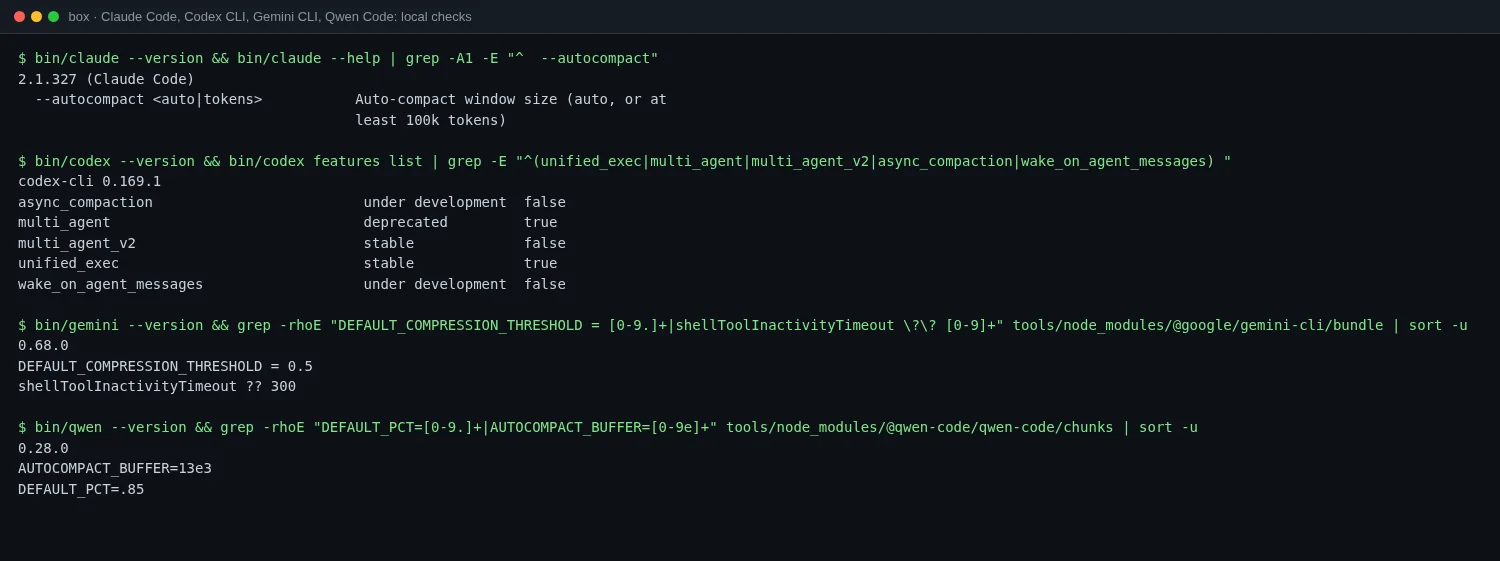 box · Claude Code, Codex CLI, Gemini CLI, Qwen Code: local checks
$ bin/claude --version && bin/claude --help | grep -A1 -E "^  --autocompact"
2.1.327 (Claude Code)
  --autocompact <auto|tokens>           Auto-compact window size (auto, or at
                                        least 100k tokens)
$ bin/codex --version && bin/codex features list | grep -E "^(unified_exec|multi_agent|multi_agent_v2|async_compaction|wake_on_agent_messages) "
codex-cli 0.169.1
async_compaction                         under development  false
multi_agent                              deprecated         true
multi_agent_v2                           stable             false
unified_exec                             stable             true
wake_on_agent_messages                   under development  false
$ bin/gemini --version && grep -rhoE "DEFAULT_COMPRESSION_THRESHOLD = [0-9.]+|shellToolInactivityTimeout \?\? [0-9]+" tools/node_modules/@google/gemini-cli/bundle | sort -u
0.68.0
DEFAULT_COMPRESSION_THRESHOLD = 0.5
shellToolInactivityTimeout ?? 300
$ bin/qwen --version && grep -rhoE "DEFAULT_PCT=[0-9.]+|AUTOCOMPACT_BUFFER=[0-9e]+" tools/node_modules/@qwen-code/qwen-code/chunks | sort -u
0.28.0
AUTOCOMPACT_BUFFER=13e3
DEFAULT_PCT=.85